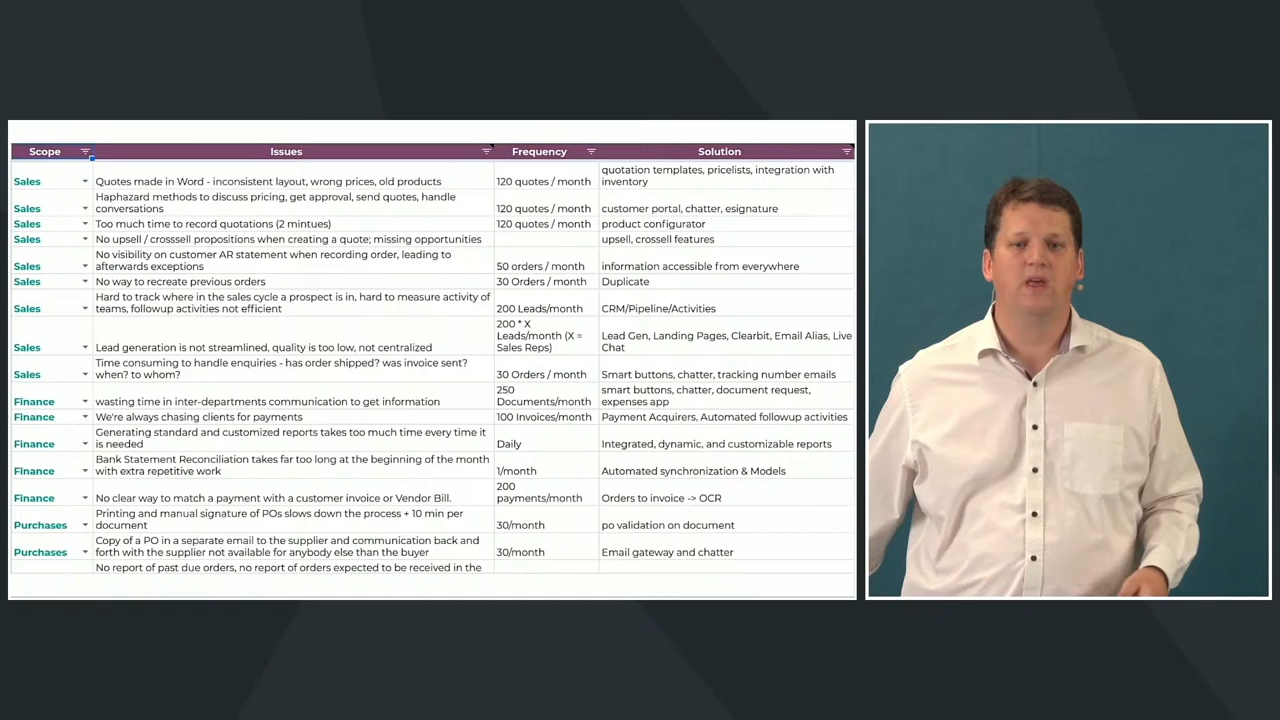 Scope Issues Frequency Solution
quotation templates, pricelists, integration with
Sales Quotes made in Word - inconsistent layout, wrong prices, old products 120 quotes / month inventory
Haphazard methods to discuss pricing, get approval, send quotes, handle
Sales conversations 120 quotes / month customer portal, chatter, esignature
Sales Too much time to record quotations (2 mintues) 120 quotes / month product configurator
Sales No upsell / crosssell propositions when creating a quote; missing opportunities upsell, crossell features
No visibility on customer AR statement when recording order, leading to
Sales afterwards exceptions 50 orders / month information accessible from everywhere
Sales No way to recreate previous orders 30 Orders / month Duplicate
Hard to track where in the sales cycle a prospect is in, hard to measure activity of
Sales teams, followup activities not efficient 200 Leads/month CRM/Pipeline/Activities
200 * X
Leads/month (X = Lead Gen, Landing Pages, Clearbit, Email Alias, Live
Sales Lead generation is not streamlined, quality is too low, not centralized Sales Reps) Chat
Time consuming to handle enquiries - has order shipped? was invoice sent?
Sales when? to whom? 30 Orders / month Smart buttons, chatter, tracking number emails
250 smart buttons, chatter, document request,
Finance wasting time in inter-departments communication to get information Documents/month expenses app
Finance We're always chasing clients for payments 100 Invoices/month Payment Acquirers, Automated followup activities
Generating standard and customized reports takes too much time every time it
Finance is needed Daily Integrated, dynamic, and customizable reports
Bank Statement Reconciliation takes far too long at the beginning of the month
Finance with extra repetitive work 1/month Automated synchronization & Models
200
Finance No clear way to match a payment with a customer invoice or Vendor Bill. payments/month Orders to invoice -> OCR
Printing and manual signature of POs slows down the process + 10 min per
Purchases document 30/month po validation on document
Copy of a PO in a separate email to the supplier and communication back and
Purchases forth with the supplier not available for anybody else than the buyer 30/month Email gateway and chatter
No report of past due orders, no report of orders expected to be received in the